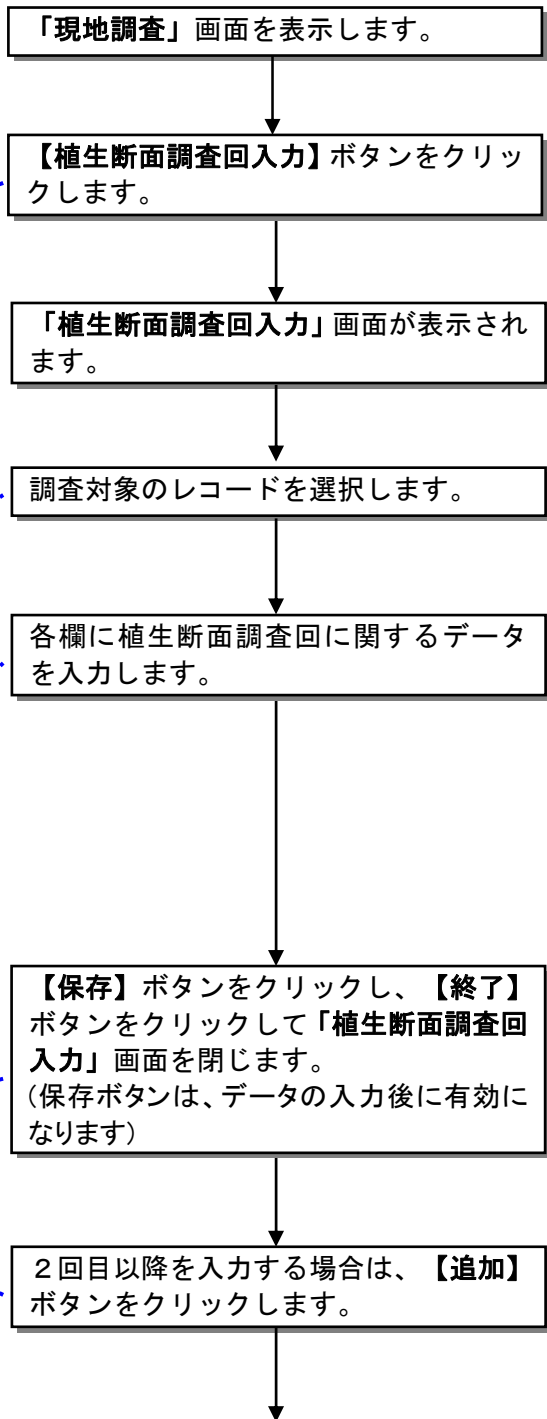 「現地調査」画面を表示します。
【植生断面調査回入力】ボタンをクリッ
クします。
「植生断面調査回入力」画面が表示され
ます。
調査対象のレコードを選択します。
各欄に植生断面調査回に関するデータ
を入力します。
【保存】ボタンをクリックし、【終了】
ボタンをクリックして「植生断面調査回
入力」画面を閉じます。
(保存ボタンは、データの入力後に有効に
なります)
２回目以降を入力する場合は、【追加】
ボタンをクリックします。